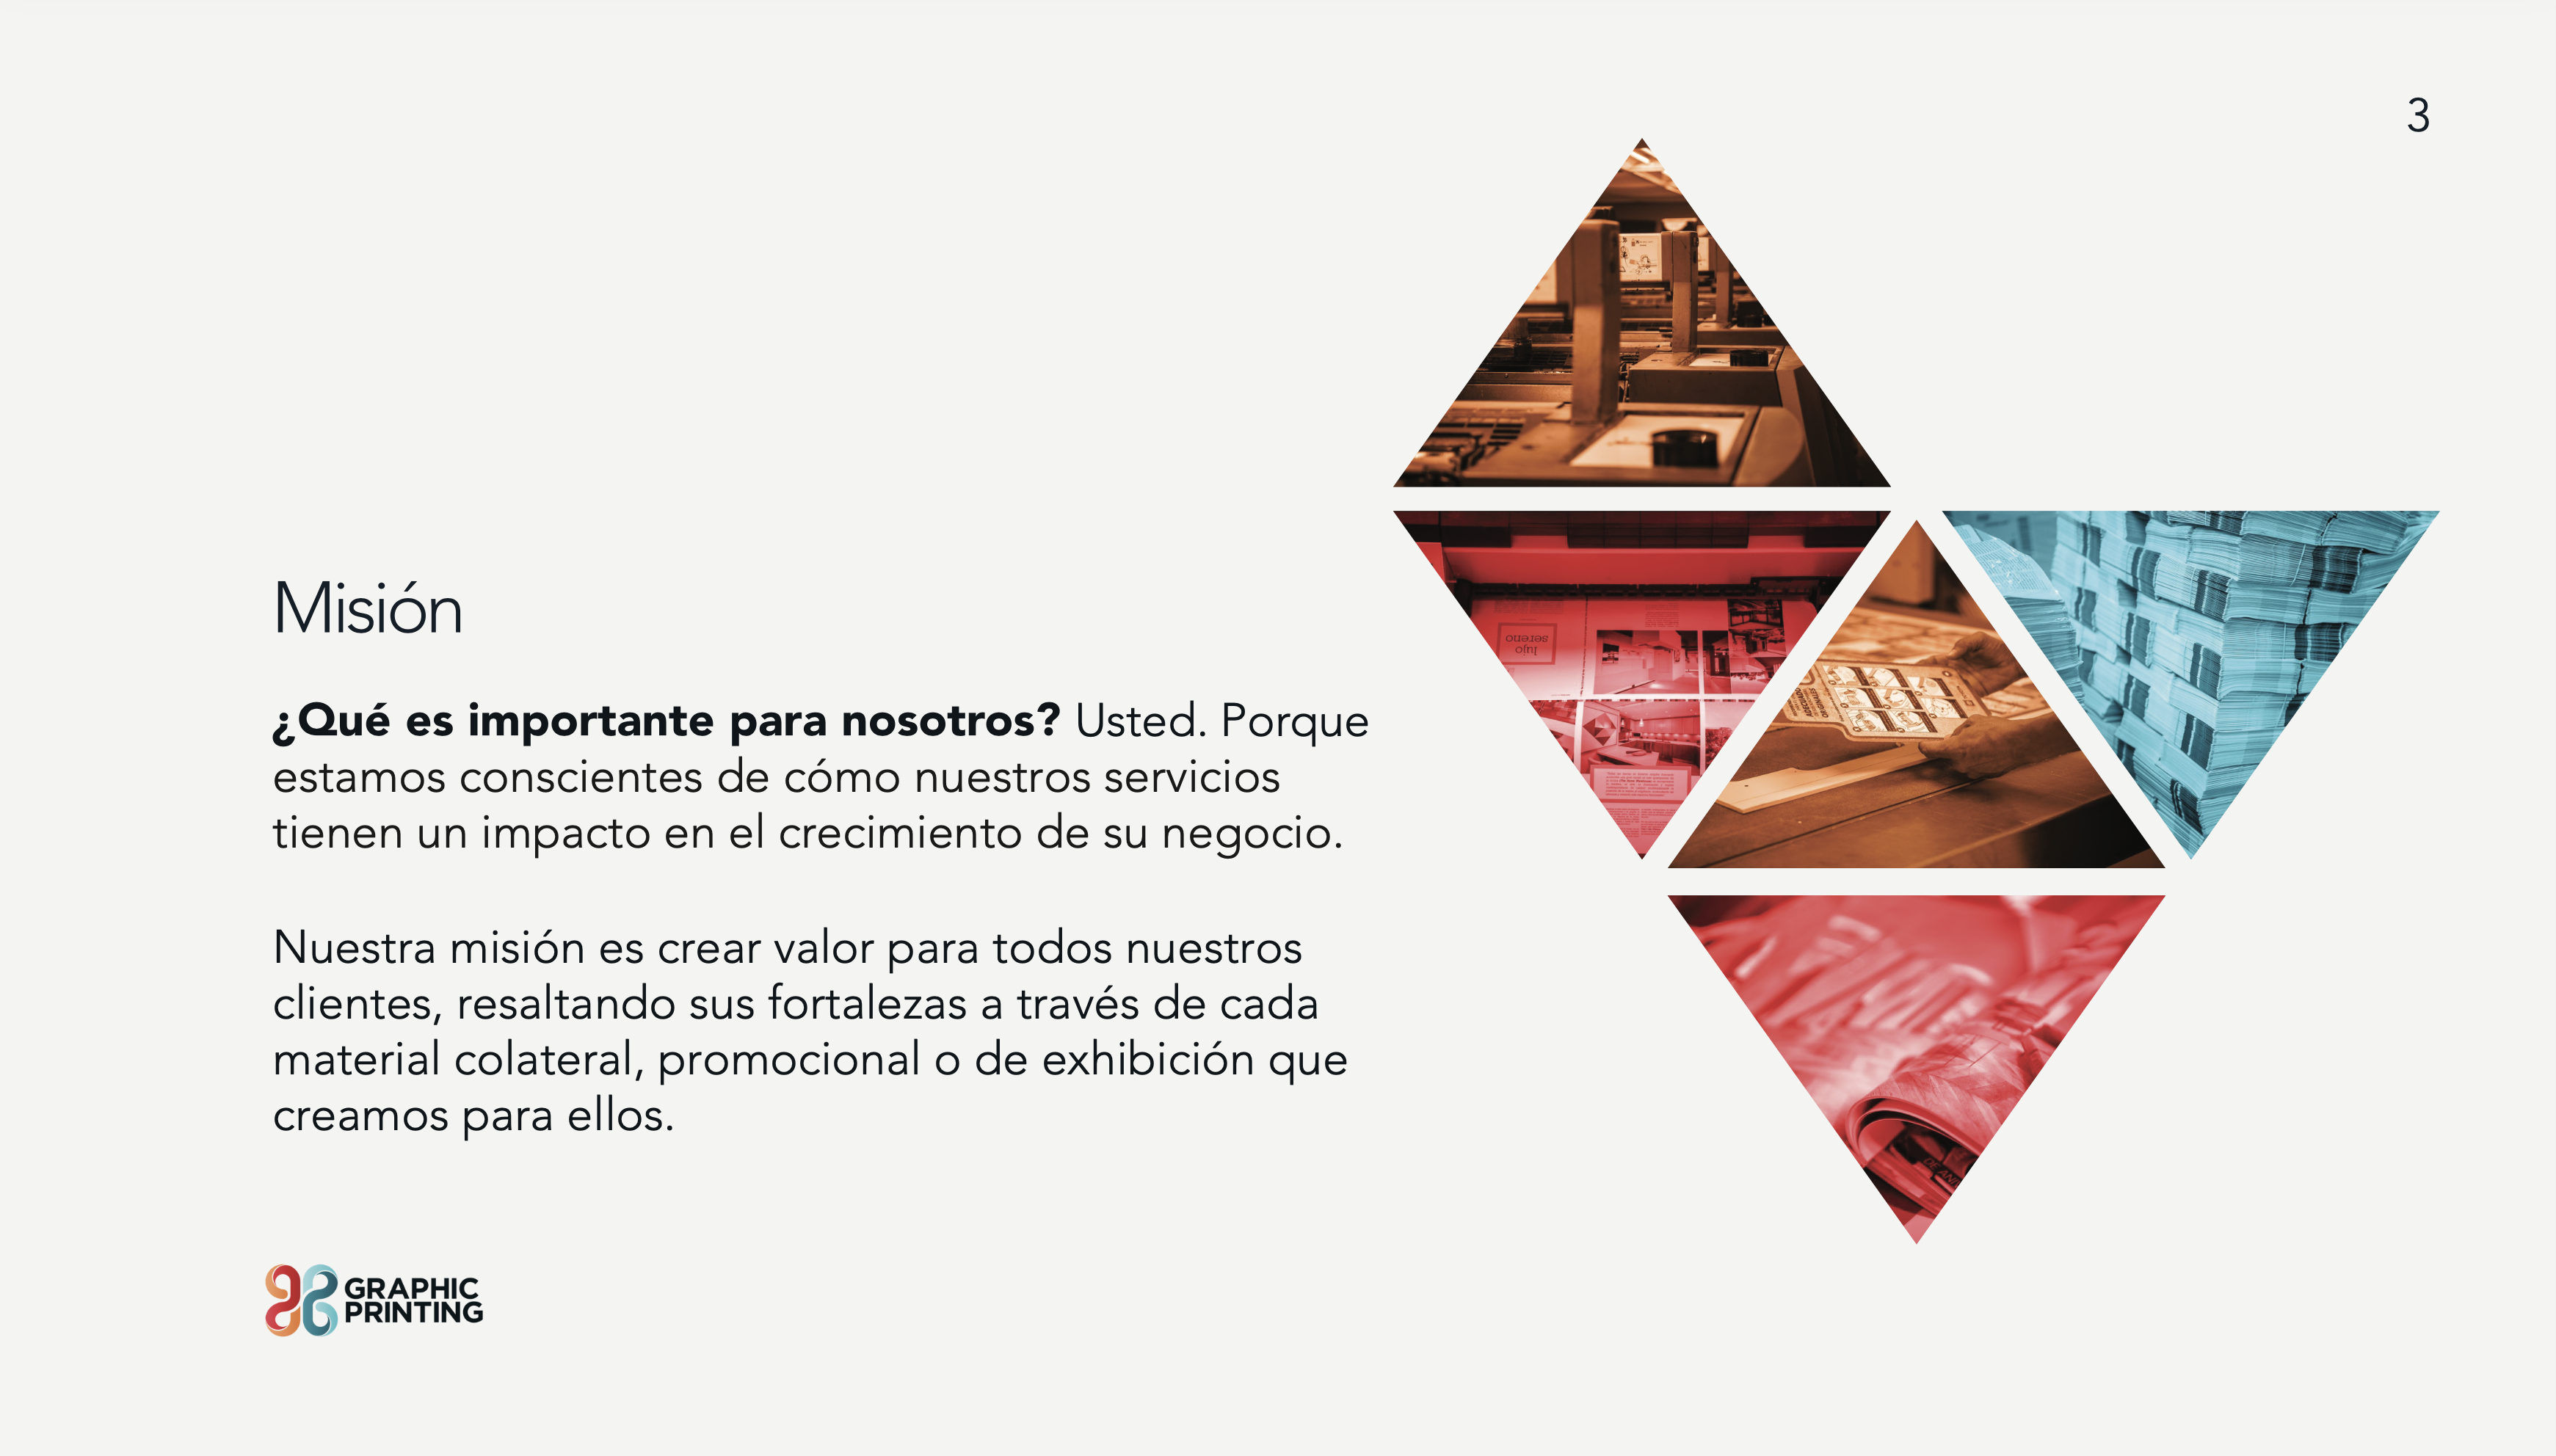 3
Misión
¿Qué es importante para nosotros? Usted. Porque
estamos conscientes de cómo nuestros servicios
tienen un impacto en el crecimiento de su negocio.
Nuestra misión es crear valor para todos nuestros
clientes, resaltando sus fortalezas a través de cada
material colateral, promocional o de exhibición que
creamos para ellos.
GRAPHIC
PRINTING
lujo
sereno